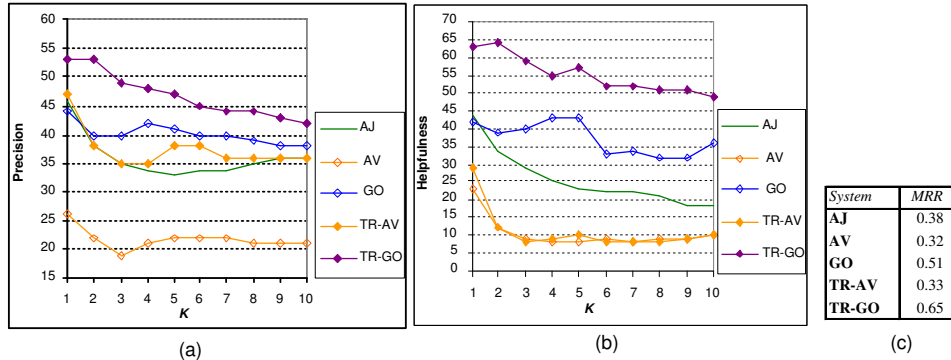 60
55
50
45
40
35
30
25
20
15
Precision
1 2 3 4 5 6 7 8 9 10
K
AJ
AV
GO
TR-AV
TR-GO
(a)
70
65
60
55
50
45
40
35
30
25
20
15
10
5
0
Helpfulness
1 2 3 4 5 6 7 8 9 10
K
AJ
AV
GO
TR-AV
TR-GO
(b)
System MRR
AJ 0.38
AV 0.32
GO 0.51
TR-AV 0.33
TR-GO 0.65
(c)